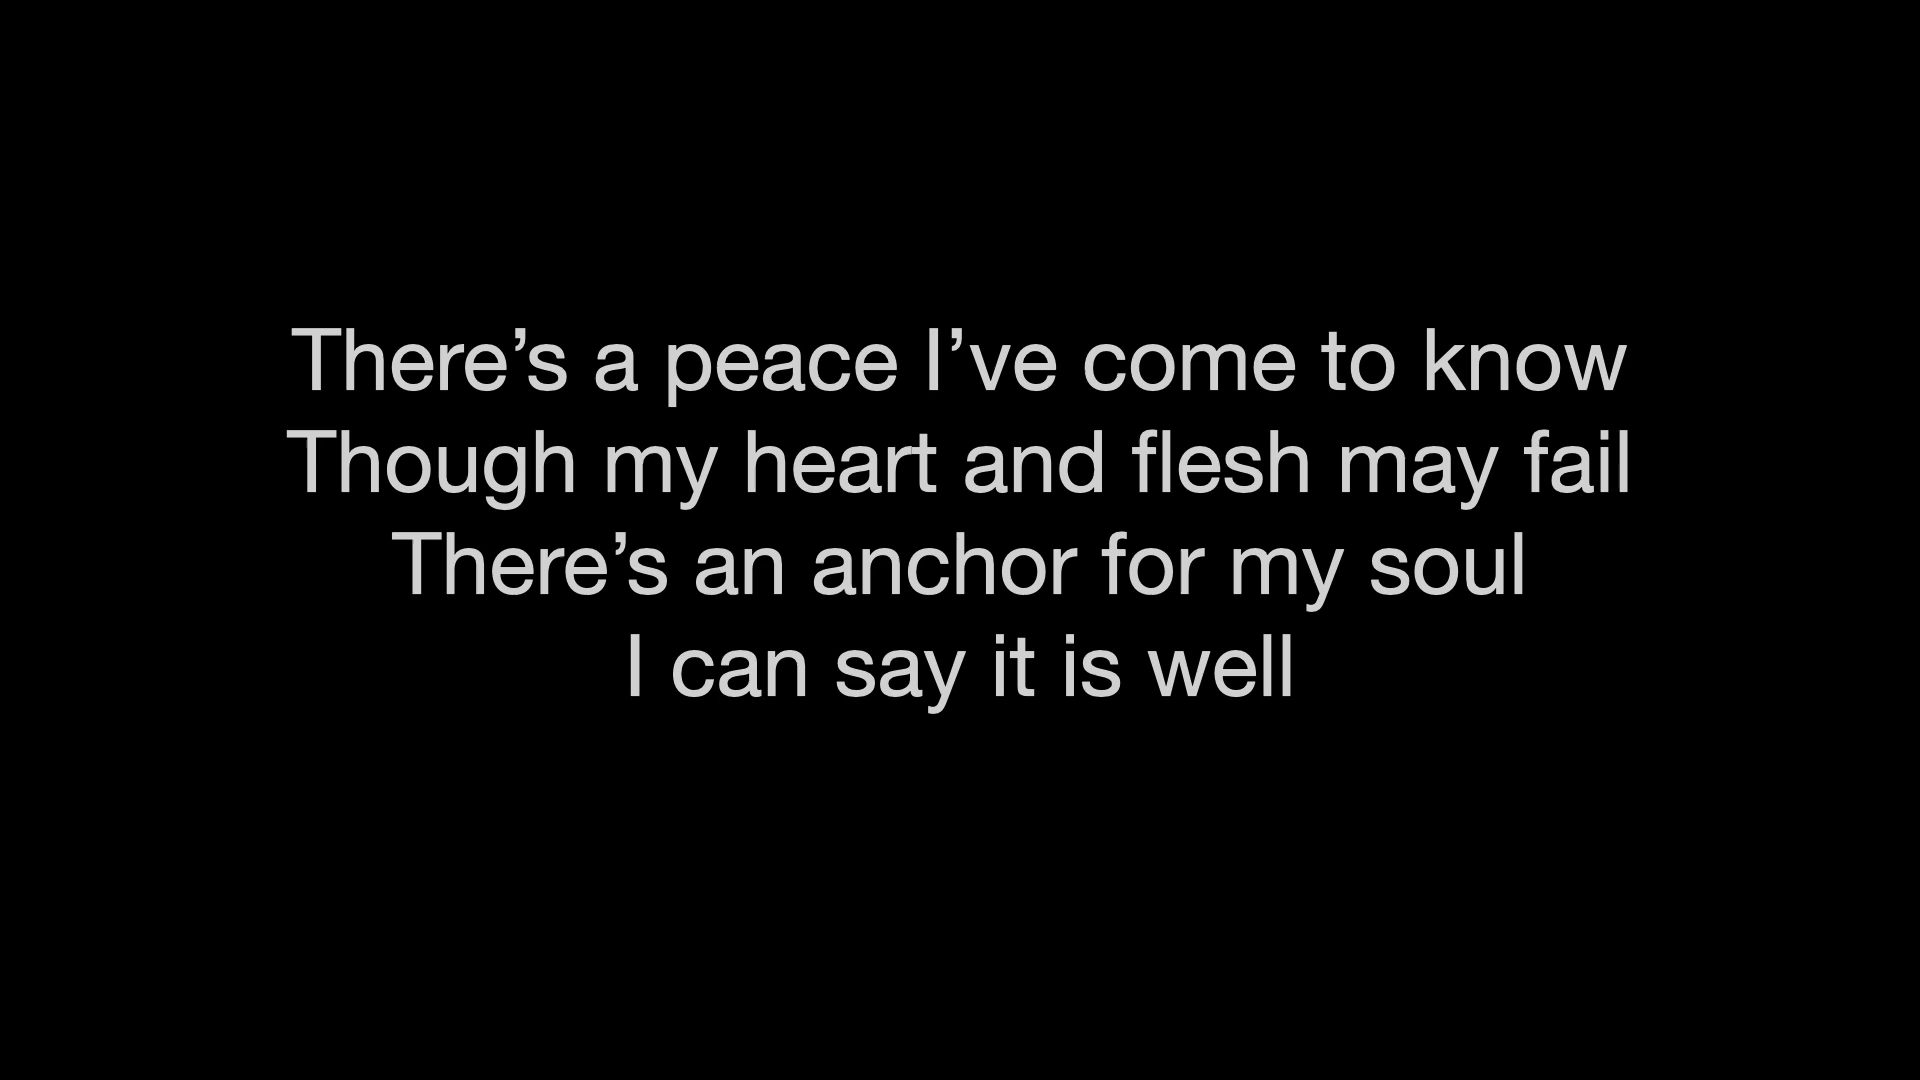 There’s a peace I’ve come to know
Though my heart and flesh may fail
There’s an anchor for my soul
I can say it is well